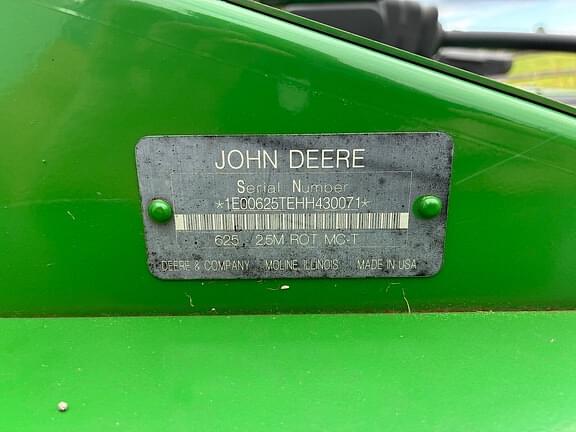 JOHN DEERE
Serial Number
*1E00625TEHH430071*
625 2.5M ROT MC-T
DEERE & COMPANY MOLINE, ILLINOIS MADE IN USA